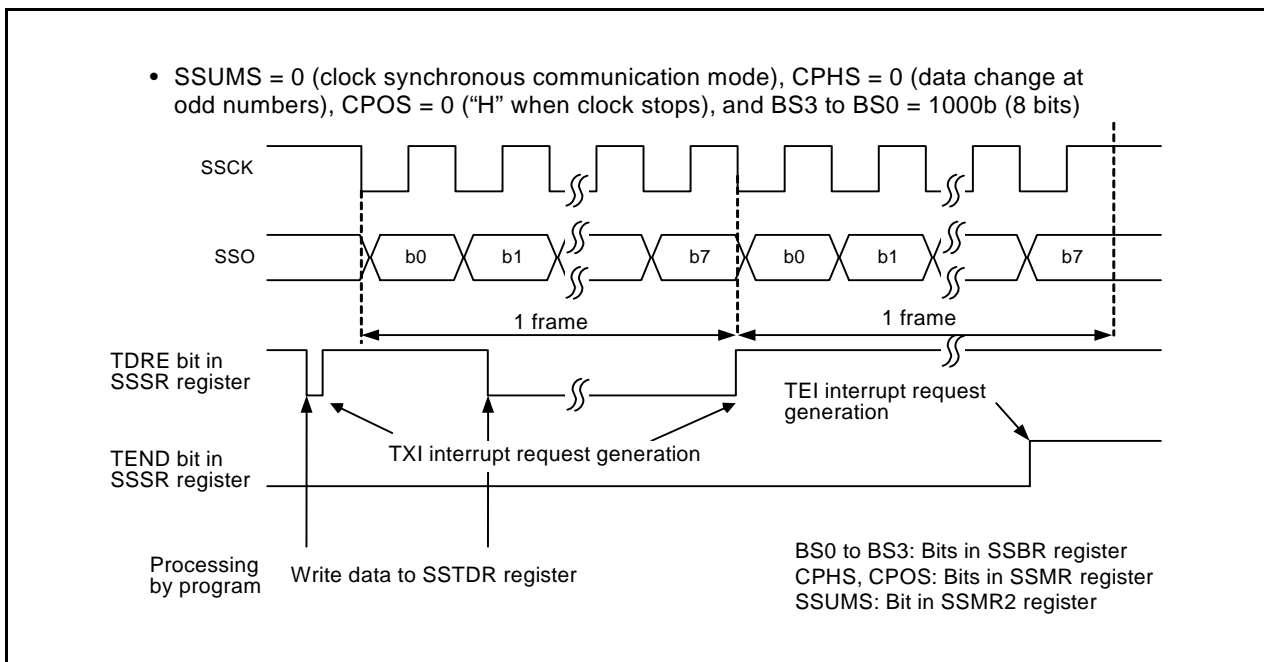 • SSUMS = 0 (clock synchronous communication mode), CPHS = 0 (data change at
odd numbers), CPOS = 0 (“H” when clock stops), and BS3 to BS0 = 1000b (8 bits)
SSCK
SSO
b0
b1
b7
b0
b1
b7
1 frame
1 frame
TDRE bit in
SSSR register
TEI interrupt request
generation
TXI interrupt request generation
TEND bit in
SSSR register
Processing
by program
Write data to SSTDR register
BS0 to BS3: Bits in SSBR register
CPHS, CPOS: Bits in SSMR register
SSUMS: Bit in SSMR2 register